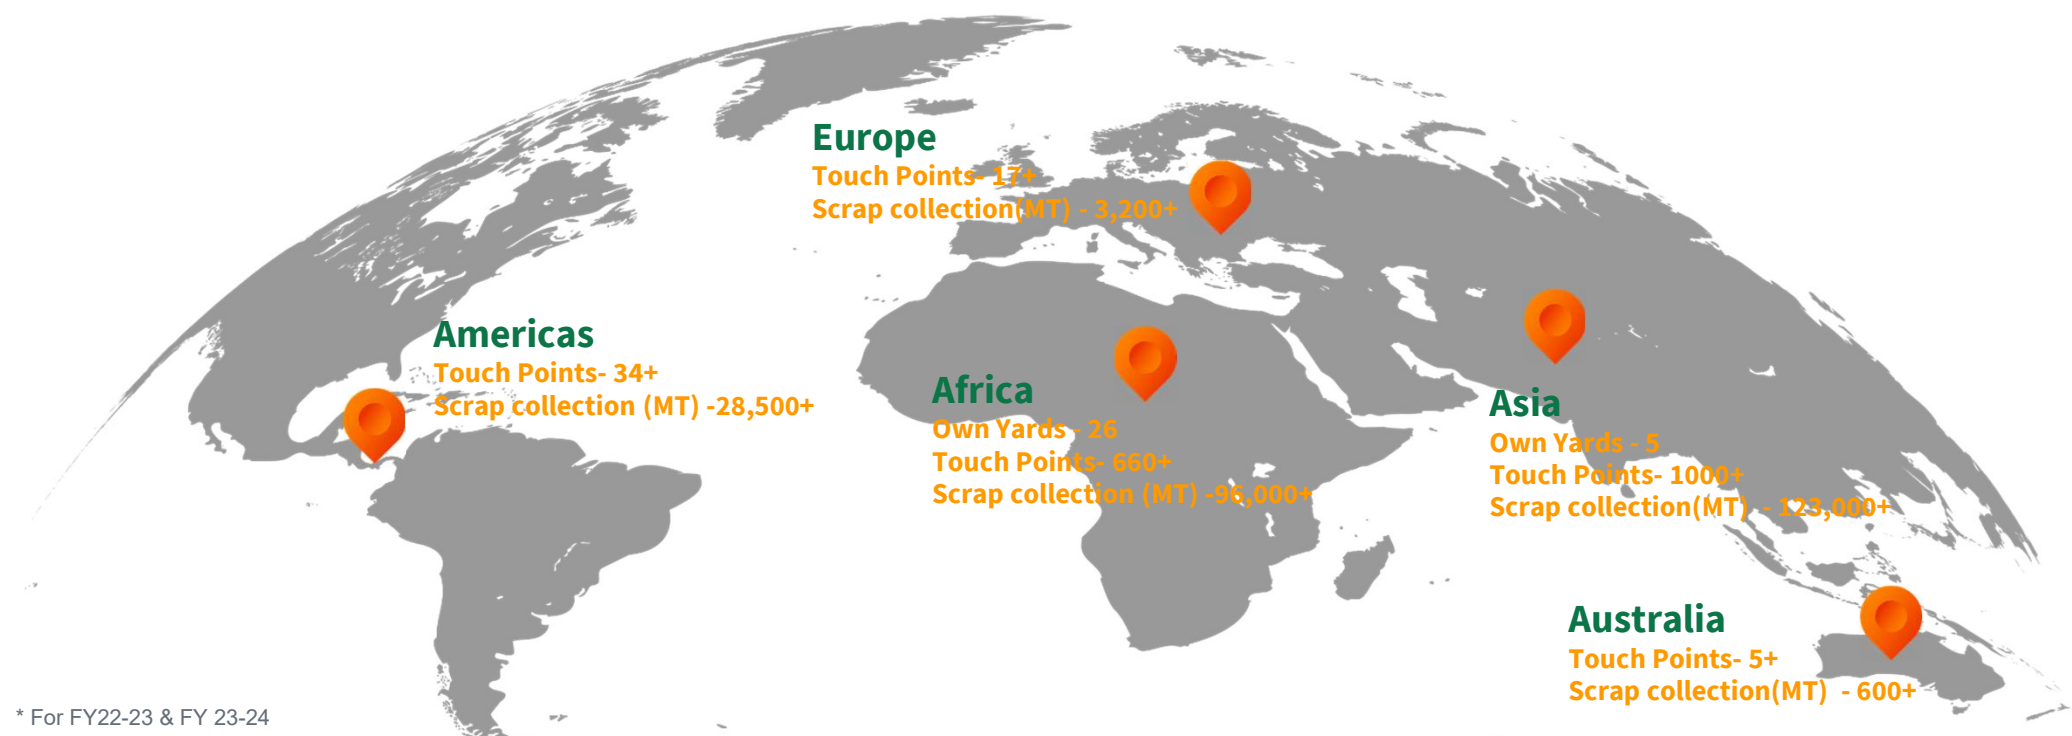 Europe
Touch Points- 17+
Scrap collection(MT) - 3,200+
Americas
Touch Points- 34+
Scrap collection (MT) -28,500+
Africa
Own Yards - 26
Touch Points- 660+
Scrap collection (MT) -96,000+
Asia
Own Yards - 5
Touch Points- 1000+
Scrap collection(MT) - 123,000+
Australia
Touch Points- 5+
Scrap collection(MT) - 600+
* For FY22-23 & FY 23-24